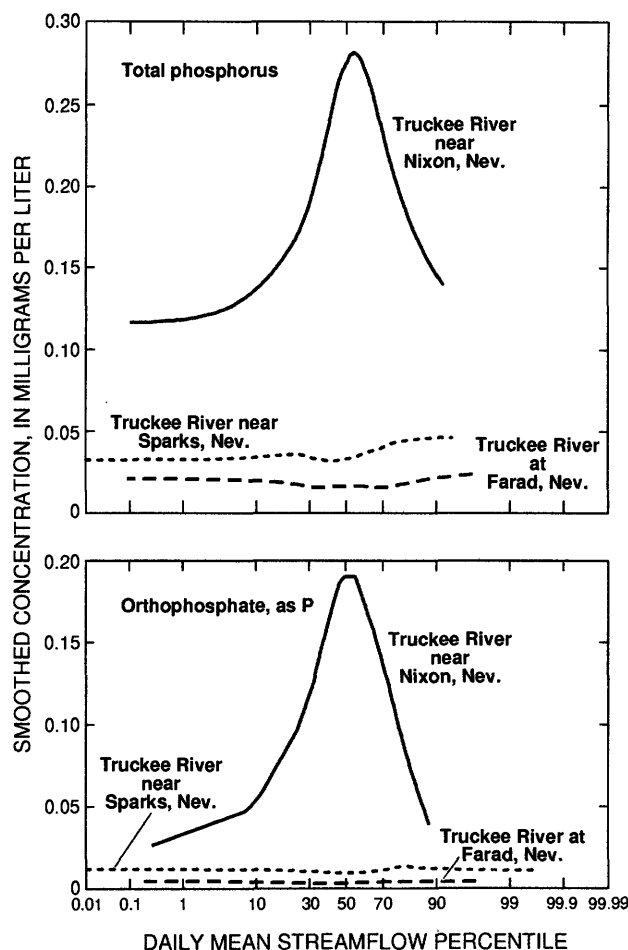 SMOOTHED CONCENTRATION, IN MILLIGRAMS PER LITER
0.30
0.25
0.20
0.15
0.10
0.05
0
Total phosphorus
Truckee River
near
Nixon, Nev.
Truckee River near
Sparks, Nev.
Truckee River
at
Farad, Nev.
0.20
0.15
0.10
0.05
0
Orthophosphate, as P
Truckee River
near
Nixon, Nev.
Truckee River
near
Sparks, Nev.
Truckee River at
Farad, Nev.
0.01 0.1 1 10 30 50 70 90 99 99.9 99.99
DAILY MEAN STREAMFLOW PERCENTILE